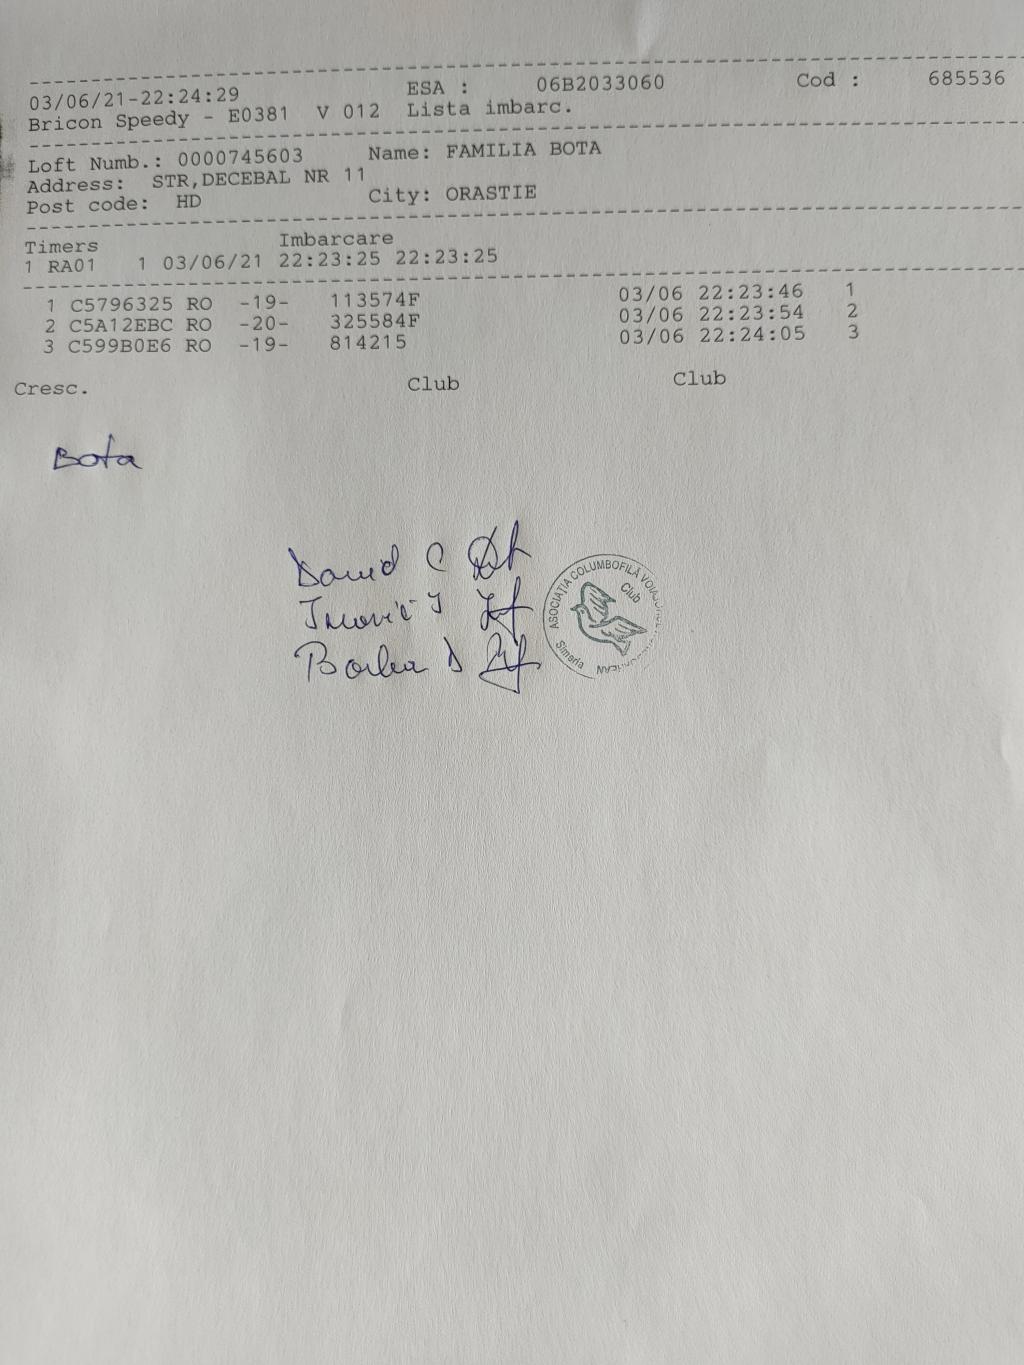 03/06/21-22:24:29 ESA : 06B2033060 Cod : 685536
Bricon Speedy - E0381 V 012 Lista imbarc.
Loft Numb.: 0000745603 Name: FAMILIA BOTA
Address: STR,DECEBAL NR 11
Post code: HD City: ORASTIE
Timers Imbarcare
1 RA01 1 03/06/21 22:23:25 22:23:25
1 C5796325 RO -19- 113574F 03/06 22:23:46 1
2 C5A12EBC RO -20- 325584F 03/06 22:23:54 2
3 C599B0E6 RO -19- 814215 03/06 22:24:05 3
Cresc. Club Club
Bota
David C
ASOCIAȚIA COLUMBOFILĂ
Club
Simeria